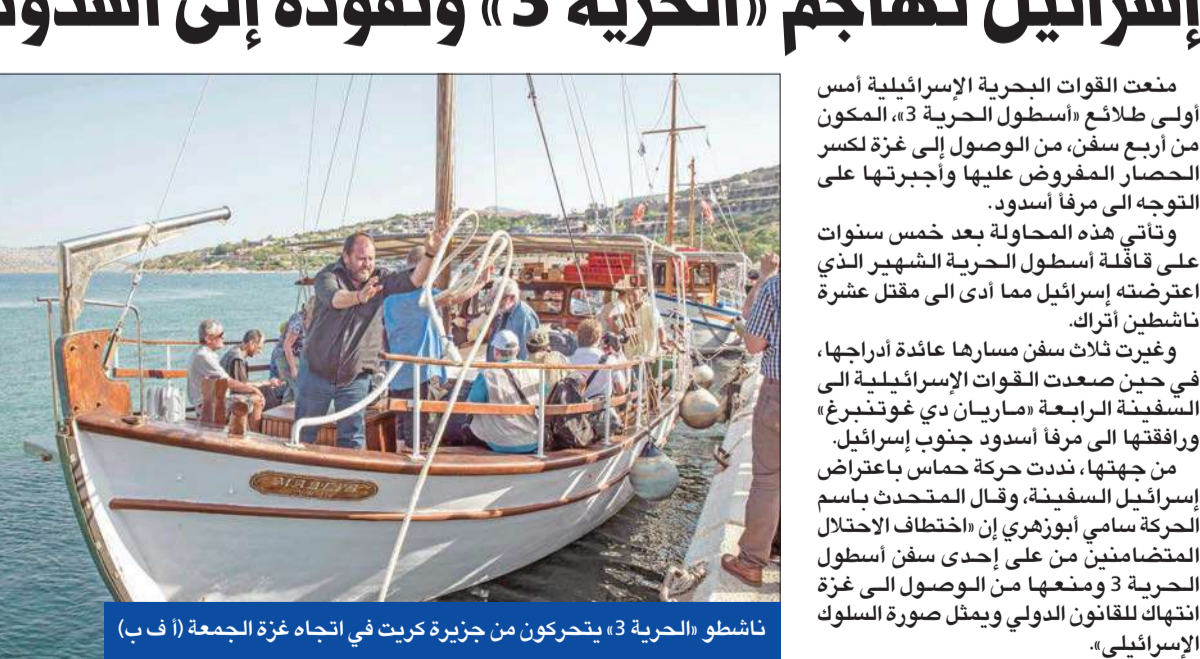 إسرائيل تهاجم «الحرية 3» وتقوده إلى أسدود
منعت القوات البحرية الإسرائيلية أمس
أولى طلائع «أسطول الحرية 3»، المكون
من أربع سفن، من الوصول إلى غزة لكسر
الحصار المفروض عليها وأجبرتها على
التوجه الى مرفأ أسدود.
وتأتي هذه المحاولة بعد خمس سنوات
على قافلة أسطول الحرية الشهير الذي
اعترضته إسرائيل مما أدى الى مقتل عشرة
ناشطين أتراك.
وغيرت ثلاث سفن مسارها عائدة أدراجها،
في حين صعدت القوات الإسرائيلية الى
السفينة الرابعة «ماريان دي غوتنبرغ»
ورافقتها الى مرفأ أسدود جنوب إسرائيل.
من جهتها، نددت حركة حماس باعتراض
إسرائيل السفينة، وقال المتحدث باسم
الحركة سامي أبوزهري إن «اختطاف الاحتلال
المتضامنين من على إحدى سفن أسطول
الحرية 3 ومنعها من الوصول الى غزة
انتهاك للقانون الدولي ويمثل صورة السلوك
الإسرائيلي».
ناشطو «الحرية 3» يتحركون من جزيرة كريت في اتجاه غزة الجمعة (أ ف ب)